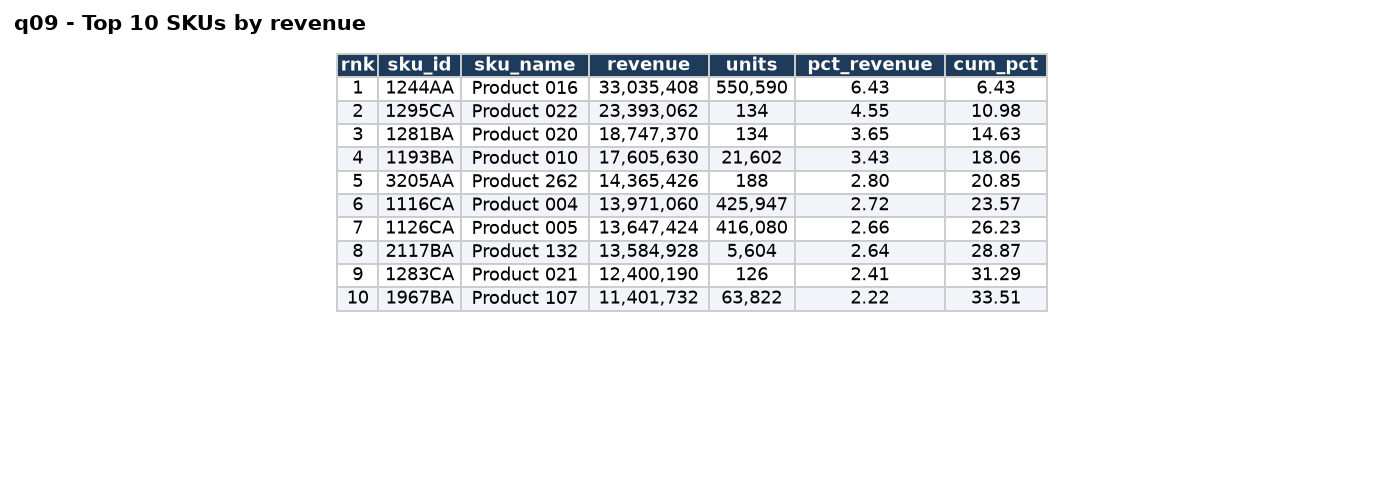 q09 - Top 10 SKUs by revenue
rnk sku_id sku_name revenue units pct_revenue cum_pct
1 1244AA Product 016 33,035,408 550,590 6.43 6.43
2 1295CA Product 022 23,393,062 134 4.55 10.98
3 1281BA Product 020 18,747,370 134 3.65 14.63
4 1193BA Product 010 17,605,630 21,602 3.43 18.06
5 3205AA Product 262 14,365,426 188 2.80 20.85
6 1116CA Product 004 13,971,060 425,947 2.72 23.57
7 1126CA Product 005 13,647,424 416,080 2.66 26.23
8 2117BA Product 132 13,584,928 5,604 2.64 28.87
9 1283CA Product 021 12,400,190 126 2.41 31.29
10 1967BA Product 107 11,401,732 63,822 2.22 33.51